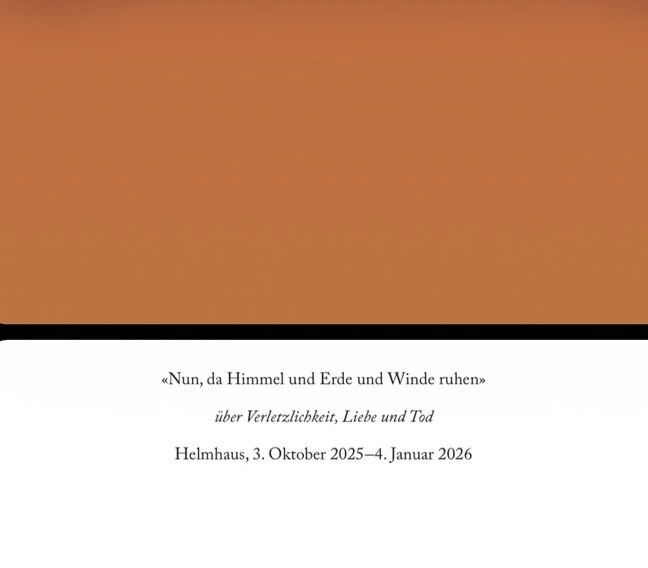 «Nun, da Himmel und Erde und Winde ruhen»
über Verletzlichkeit, Liebe und Tod
Helmhaus, 3. Oktober 2025–4. Januar 2026